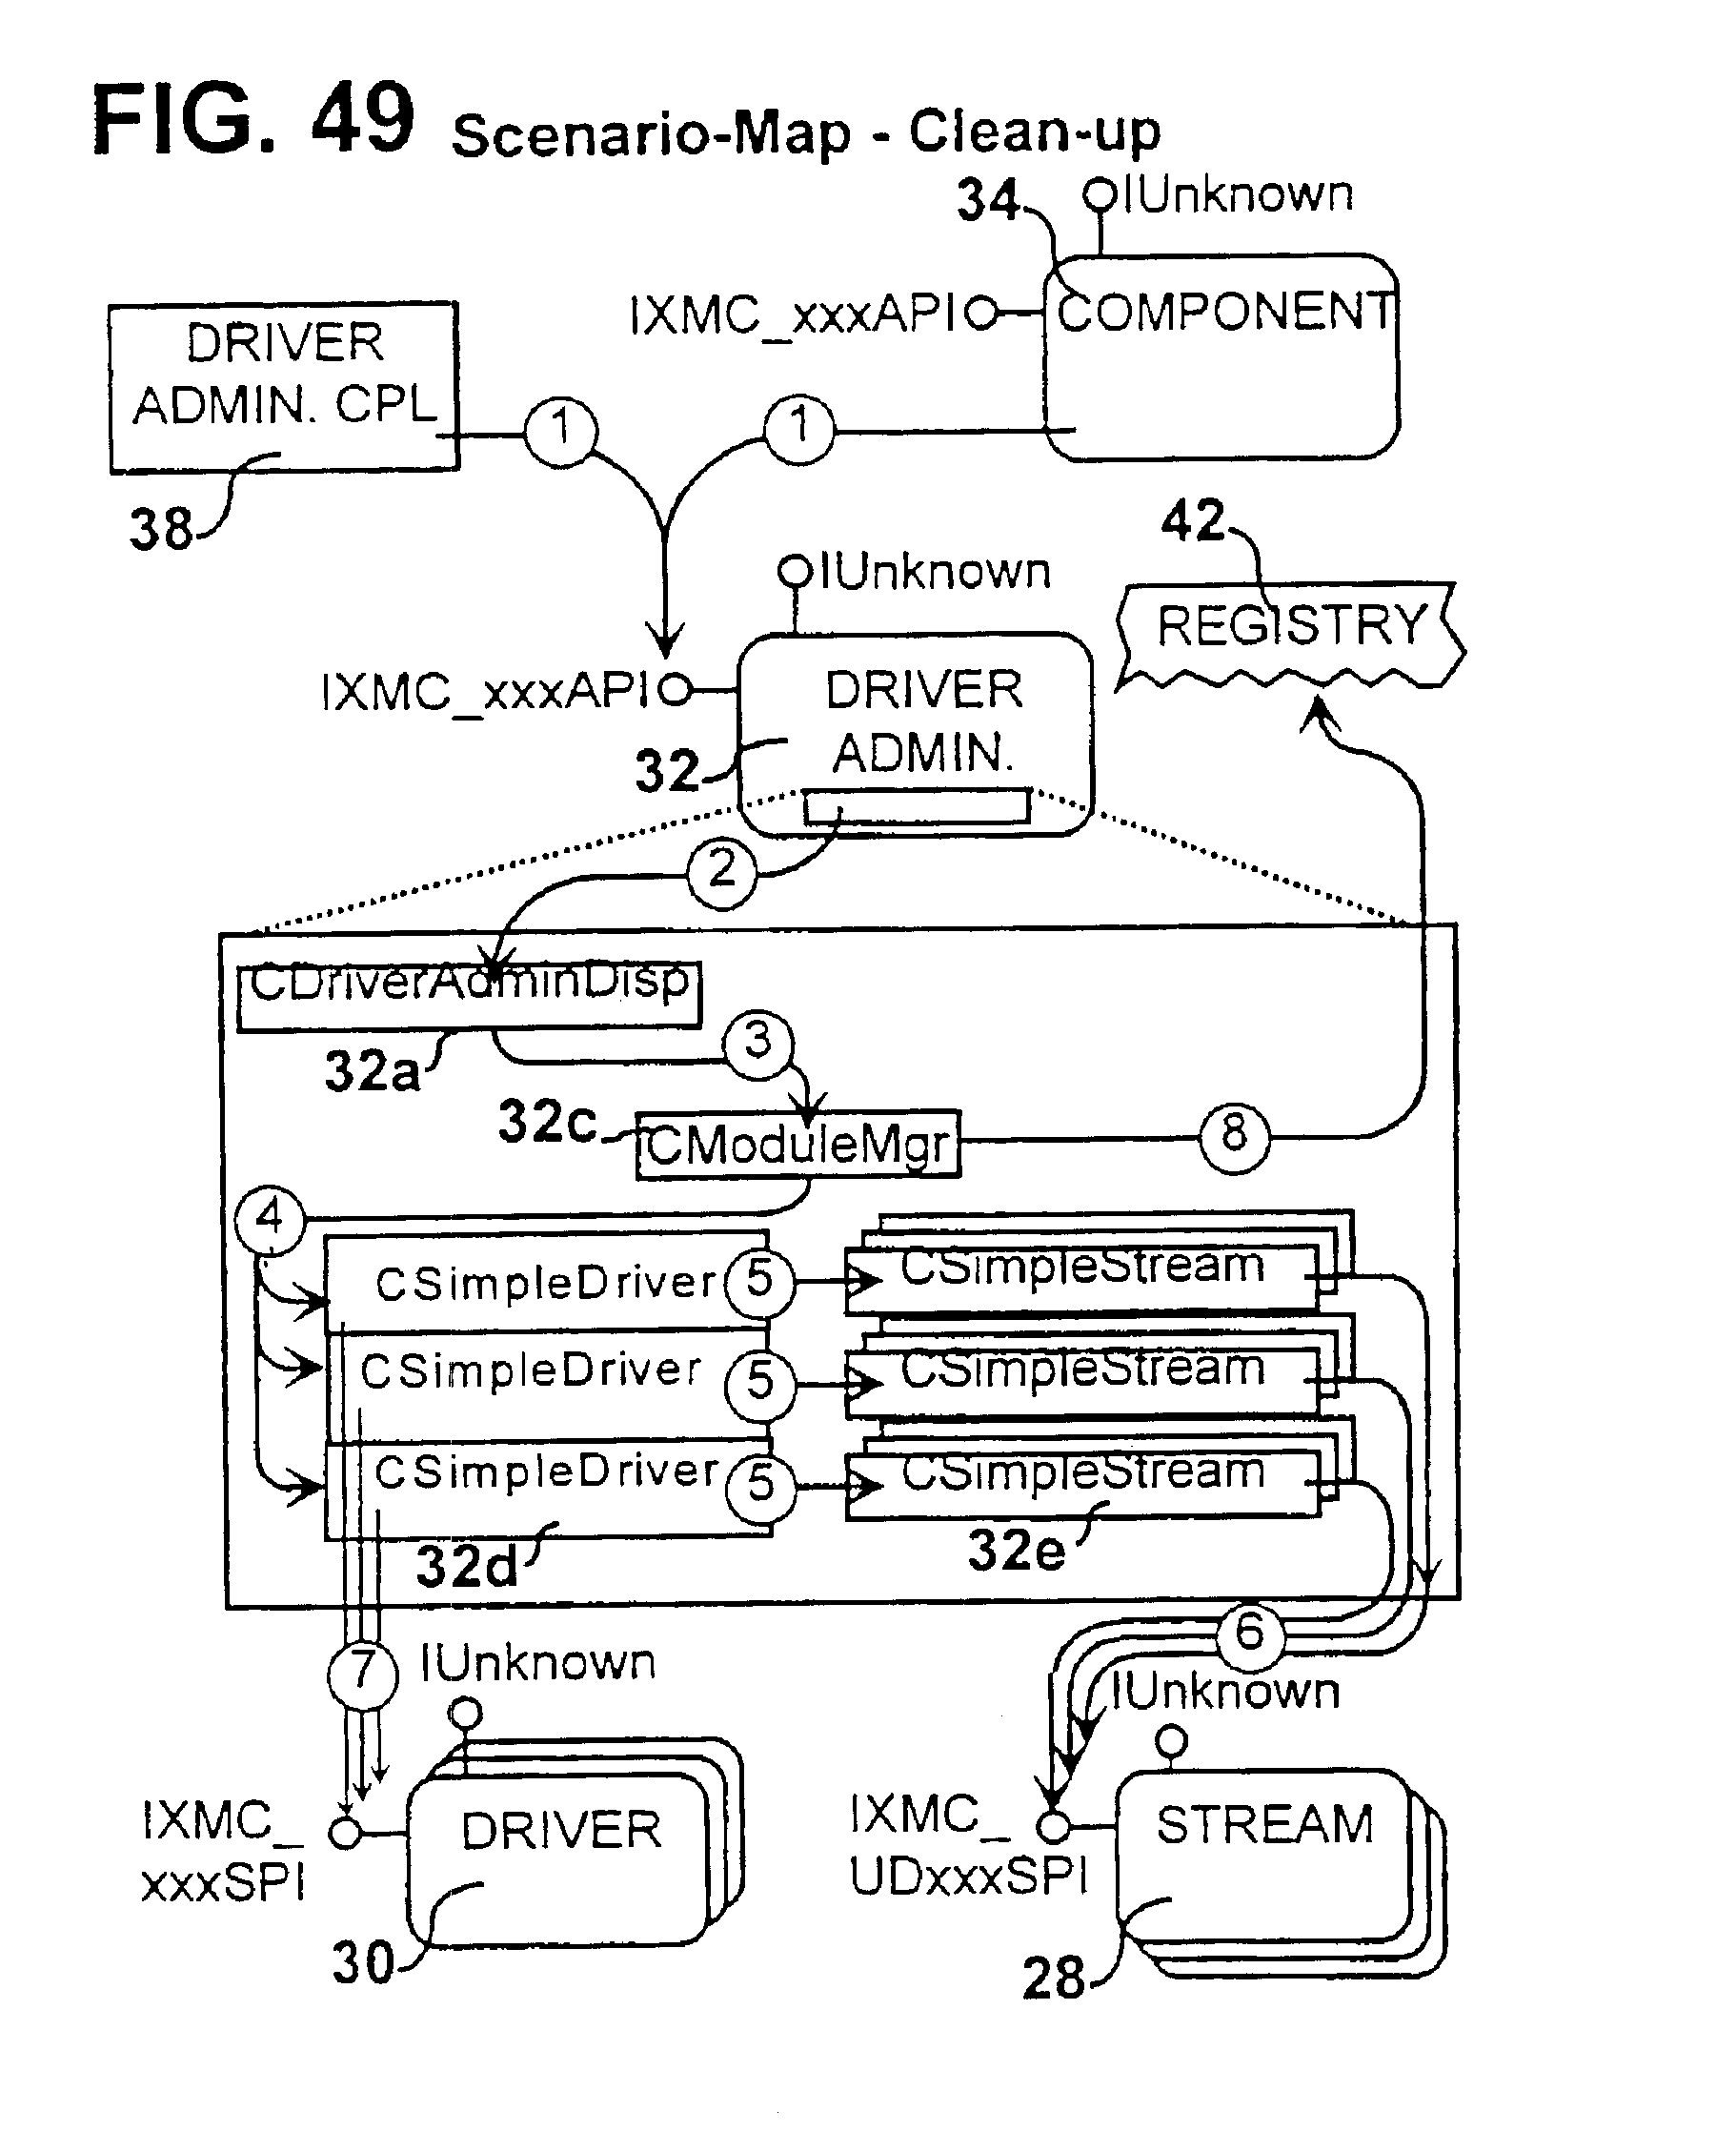 FIG. 49 Scenario-Map - Clean-up
34
IUnknown
IXMC_xxxAPI
COMPONENT
DRIVER
ADMIN. CPL
1
1
38
42
IUnknown
REGISTRY
IXMC_xxxAPI
DRIVER
ADMIN.
32
2
CDriverAdminDisp
32a
3
32c
CModuleMgr
8
4
CSimpleDriver
5
CSimpleStream
CSimpleDriver
5
CSimpleStream
CSimpleDriver
5
CSimpleStream
32d
32e
6
7
IUnknown
IUnknown
IXMC_
xxxSPI
DRIVER
IXMC_
UDxxxSPI
STREAM
30
28